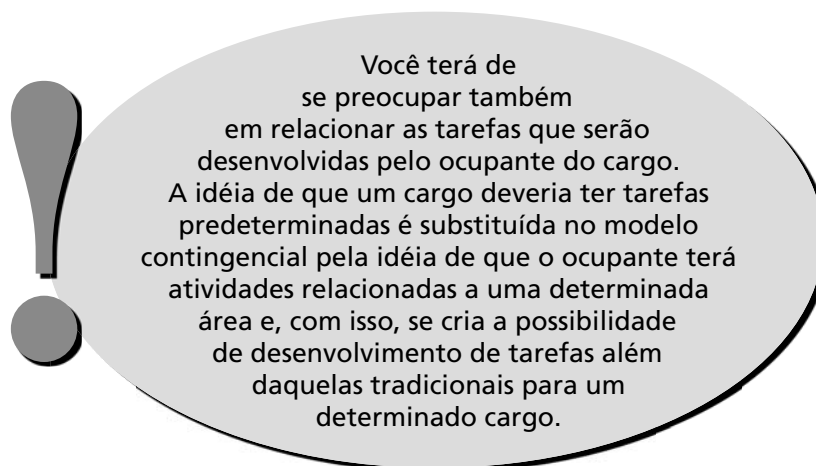 Você terá de
se preocupar também
em relacionar as tarefas que serão
desenvolvidas pelo ocupante do cargo.
A idéia de que um cargo deveria ter tarefas
predeterminadas é substituída no modelo
contingencial pela idéia de que o ocupante terá
atividades relacionadas a uma determinada
área e, com isso, se cria a possibilidade
de desenvolvimento de tarefas além
daquelas tradicionais para um
determinado cargo.